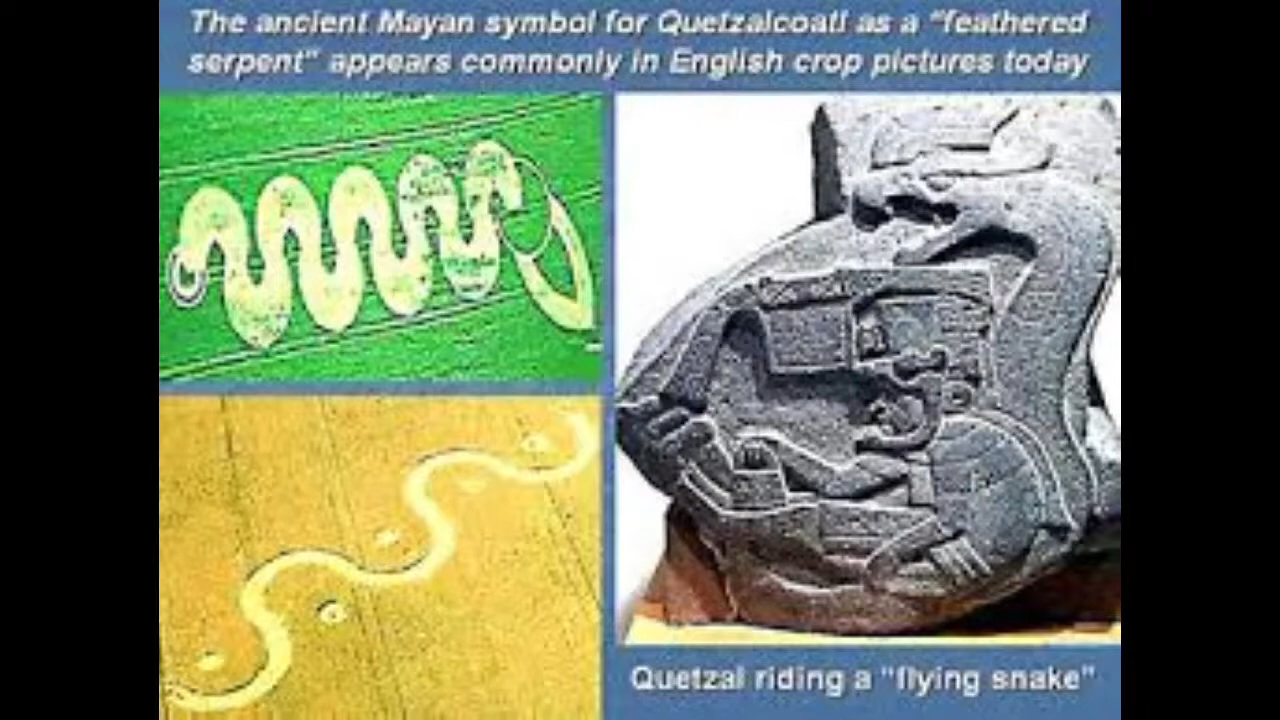 The ancient Mayan symbol for Quetzalcoatl as a "feathered
serpent" appears commonly in English crop pictures today
Quetzal riding a "flying snake"